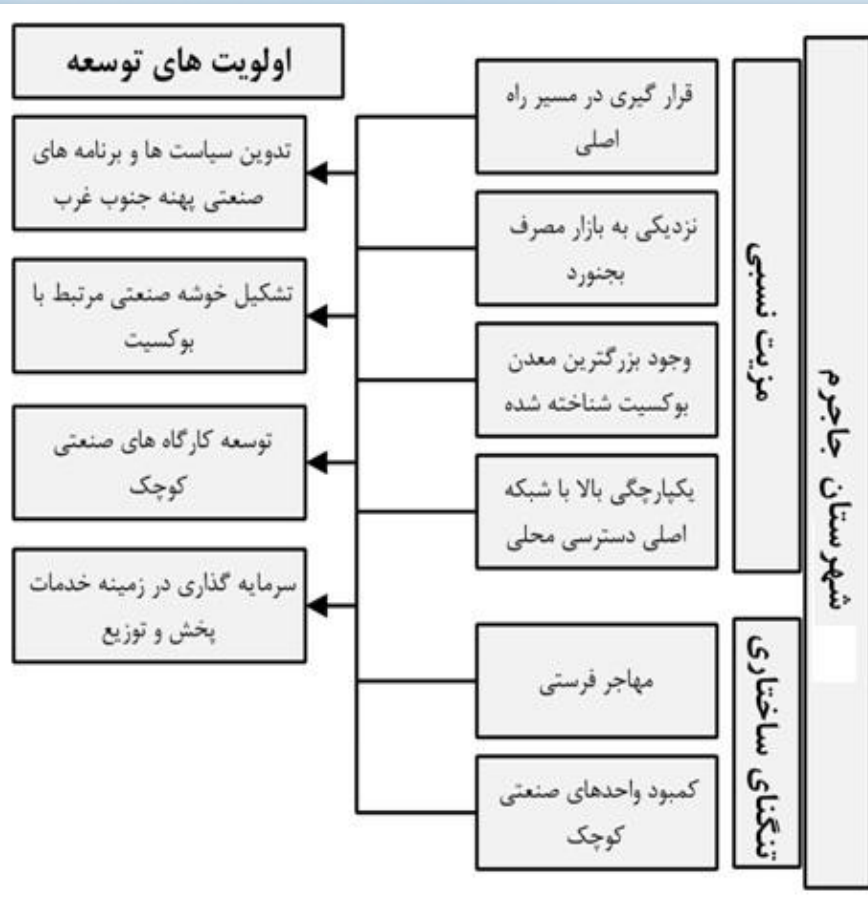 شهرستان جاجرم
مزیت نسبی
قرار گیری در مسیر راه
اصلی
نزدیکی به بازار مصرف
بجنورد
وجود بزرگترین معدن
بوکسیت شناخته شده
یکپارچگی بالا با شبکه
اصلی دسترسی محلی
تنگنای ساختاری
مهاجر فرستی
کمبود واحدهای صنعتی
کوچک
اولویت های توسعه
تدوین سیاست ها و برنامه های
صنعتی پهنه جنوب غرب
تشکیل خوشه صنعتی مرتبط با
بوکسیت
توسعه کارگاه های صنعتی
کوچک
سرمایه گذاری در زمینه خدمات
پخش و توزیع